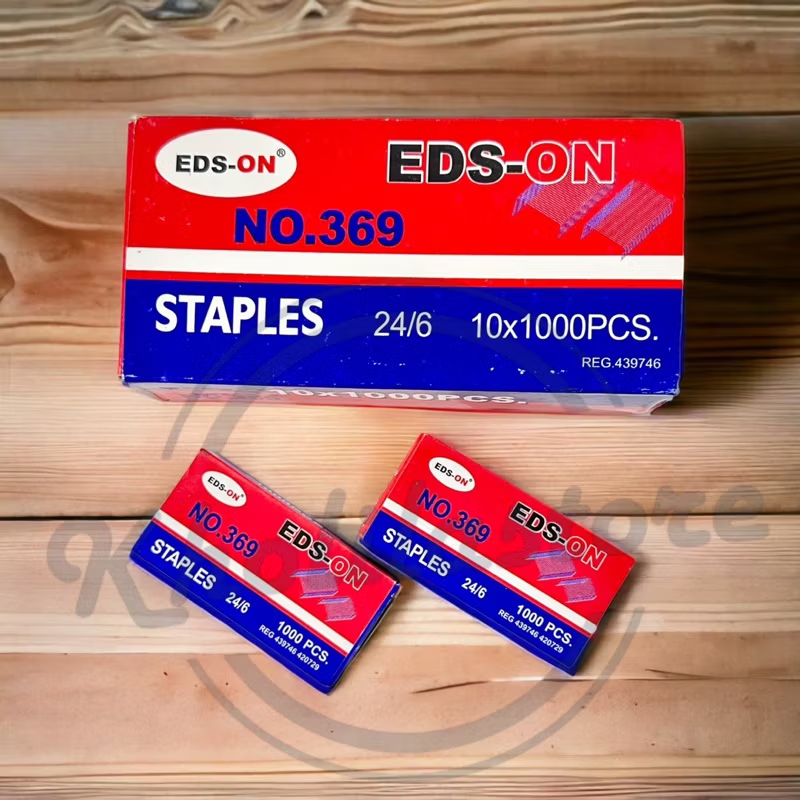 EDS-ON®
EDS-ON
NO.369
STAPLES 24/6 10x1000PCS.
REG.439746
10x1000PCS.
EDS-ON®
NO.369
EDS-ON
STAPLES 24/6 1000 PCS.
REG 439746 420729
EDS-ON®
NO.369
EDS-ON
STAPLES 24/6 1000 PCS.
REG 439746 420729